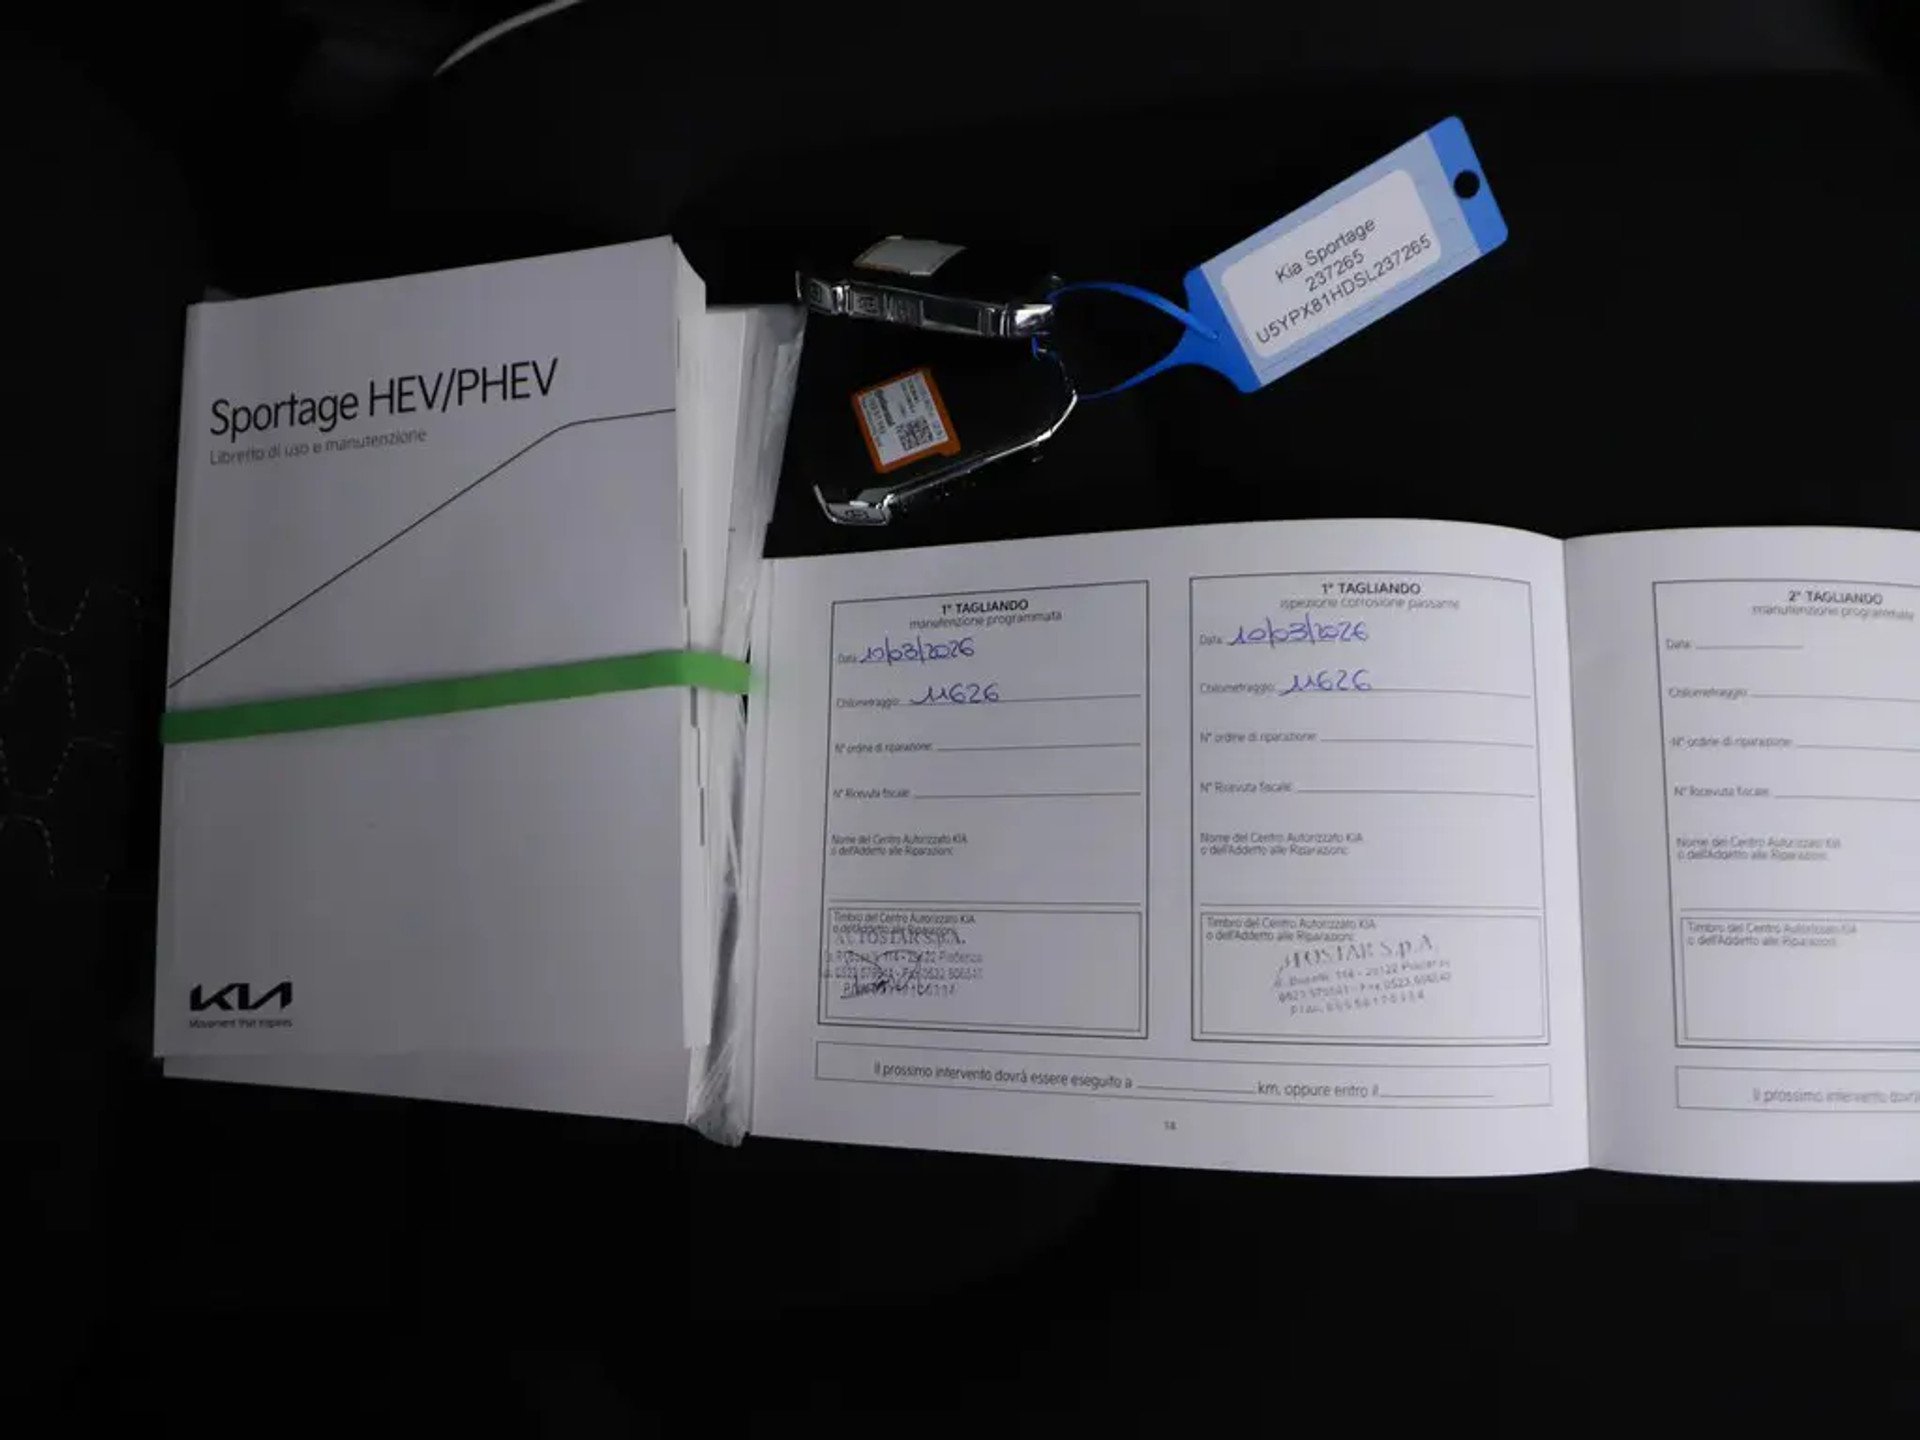 Sportage HEV/PHEV
Libretto di uso e manutenzione
KIA
Movement that inspires
Kia Sportage
237265
U5YPX81HDSL237265
1° TAGLIANDO
manutenzione programmata
Data 10/03/2026
Chilometraggio 11626
N° ordine di riparazione:
N° Ricevuta fiscale:
Nome del Centro Autorizzato KIA
o dell'Addetto alle Riparazioni:
Timbro del Centro Autorizzato KIA
o dell'Addetto alle Riparazioni:
AUTOSTAR S.p.A.
1° TAGLIANDO
ispezione corrosione passante
Data 10/03/2026
Chilometraggio 11626
N° ordine di riparazione:
N° Ricevuta fiscale:
Nome del Centro Autorizzato KIA
o dell'Addetto alle Riparazioni:
Timbro del Centro Autorizzato KIA
o dell'Addetto alle Riparazioni:
S.p.A.
114 - 29122
Il prossimo intervento dovrà essere eseguito a km, oppure entro il
18
2° TAGLIANDO
manutenzione programmata
Data
Chilometraggio
N° ordine di riparazione:
N° Ricevuta fiscale:
Nome del Centro Autorizzato KIA
o dell'Addetto alle Riparazioni:
Timbro del Centro Autorizzato KIA
o dell'Addetto alle Riparazioni:
Il prossimo intervento